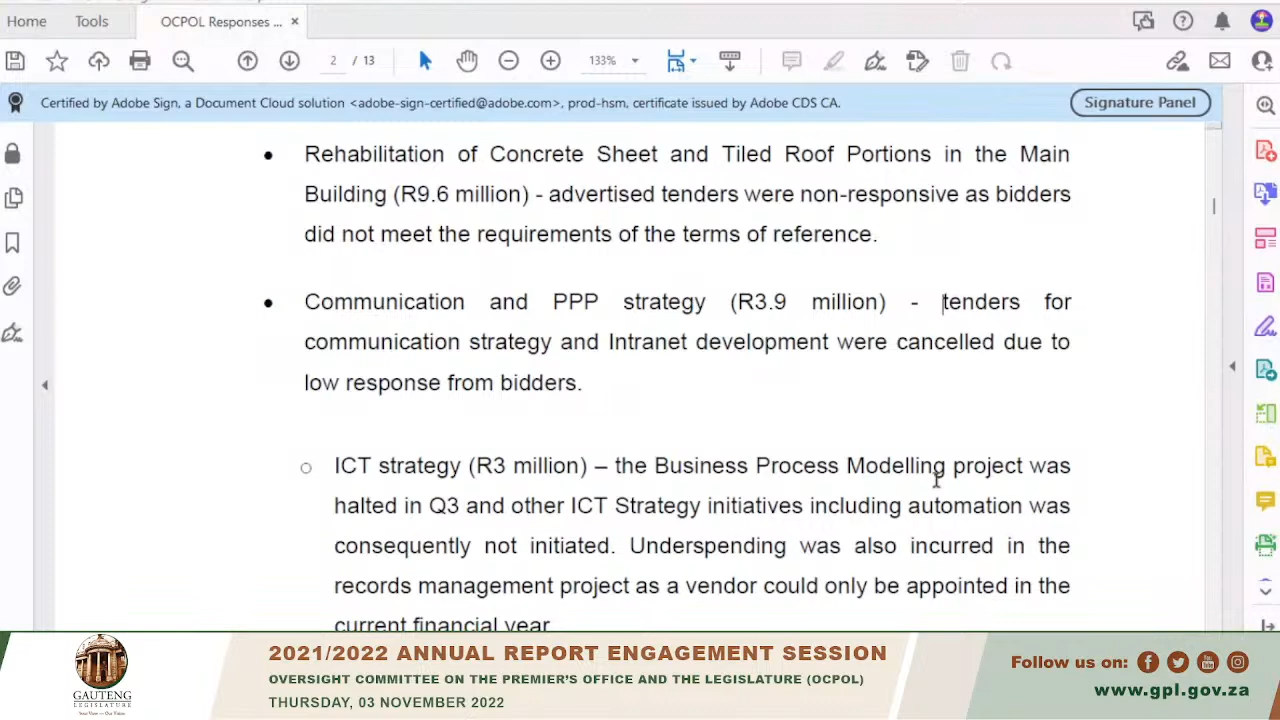 Home
Tools
OCPOL Responses ... ×
2 / 13
133%
Certified by Adobe Sign, a Document Cloud solution <adobe-sign-certified@adobe.com>, prod-hsm, certificate issued by Adobe CDS CA.
Signature Panel
• Rehabilitation of Concrete Sheet and Tiled Roof Portions in the Main
Building (R9.6 million) - advertised tenders were non-responsive as bidders
did not meet the requirements of the terms of reference.
• Communication and PPP strategy (R3.9 million) - tenders for
communication strategy and Intranet development were cancelled due to
low response from bidders.
○ ICT strategy (R3 million) – the Business Process Modelling project was
halted in Q3 and other ICT Strategy initiatives including automation was
consequently not initiated. Underspending was also incurred in the
records management project as a vendor could only be appointed in the
current financial year
GAUTENG
LEGISLATURE
Your View — Our Future
2021/2022 ANNUAL REPORT ENGAGEMENT SESSION
OVERSIGHT COMMITTEE ON THE PREMIER'S OFFICE AND THE LEGISLATURE (OCPOL)
THURSDAY, 03 NOVEMBER 2022
Follow us on:
www.gpl.gov.za